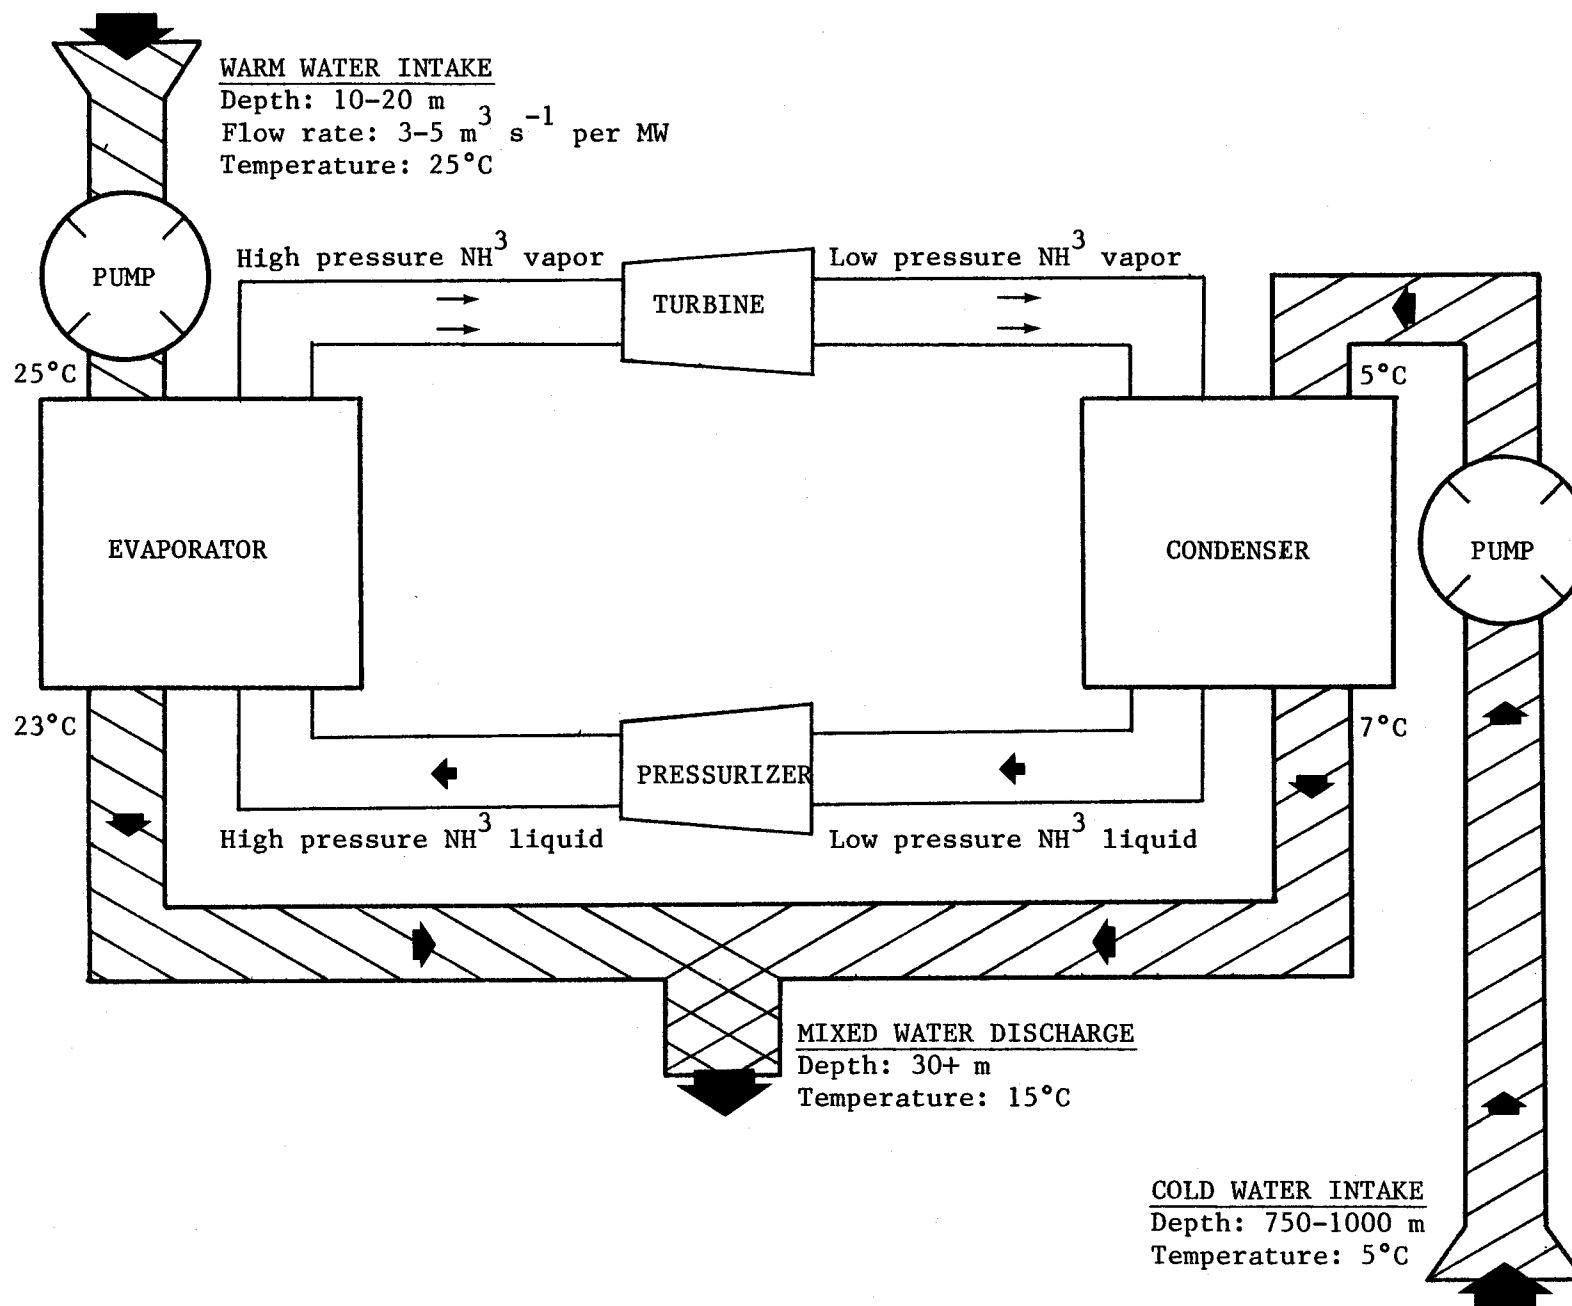 WARM WATER INTAKE
Depth: 10-20 m
Flow rate: 3-5 m³ s⁻¹ per MW
Temperature: 25°C
PUMP
High pressure NH³ vapor
TURBINE
Low pressure NH³ vapor
25°C
5°C
EVAPORATOR
CONDENSER
PUMP
23°C
7°C
PRESSURIZER
High pressure NH³ liquid
Low pressure NH³ liquid
MIXED WATER DISCHARGE
Depth: 30+ m
Temperature: 15°C
COLD WATER INTAKE
Depth: 750-1000 m
Temperature: 5°C